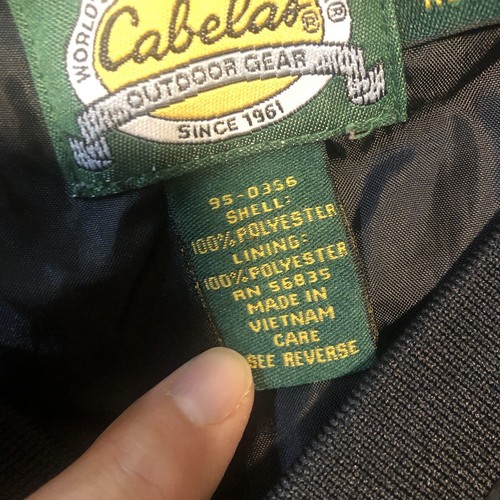 WORLD'S
Cabela's®
®
OUTDOOR GEAR
SINCE 1961
95-0356
SHELL:
100% POLYESTER
LINING:
100% POLYESTER
RN 56835
MADE IN
VIETNAM
CARE
SEE REVERSE